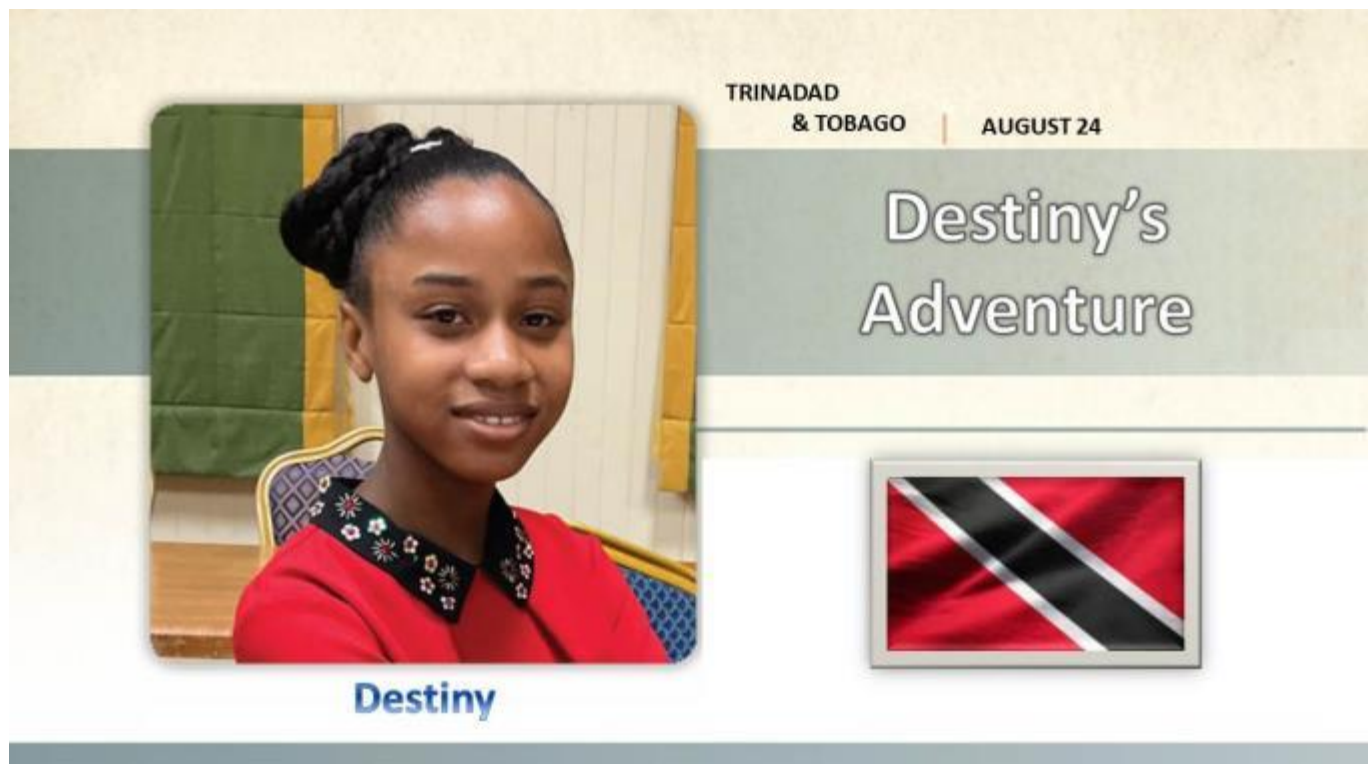 TRINADAD
& TOBAGO | AUGUST 24
Destiny's
Adventure
Destiny